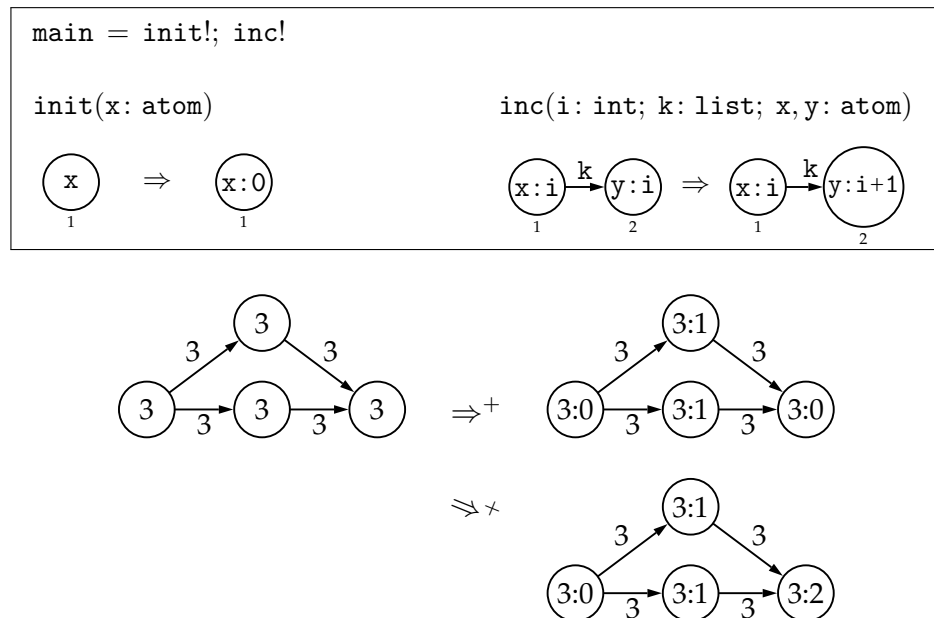 main = init!; inc!
init(x: atom) inc(i: int; k: list; x, y: atom)
x ⇒ x:0 x:i k y:i ⇒ x:i k y:i+1
1 1 1 2 1 2
3 3:1
3 3 3 3
3 3 3 ⇒+ 3:0 3:1 3:0
3 3 3 3
3:1
⇒+ 3 3
3:0 3:1 3:2
3 3